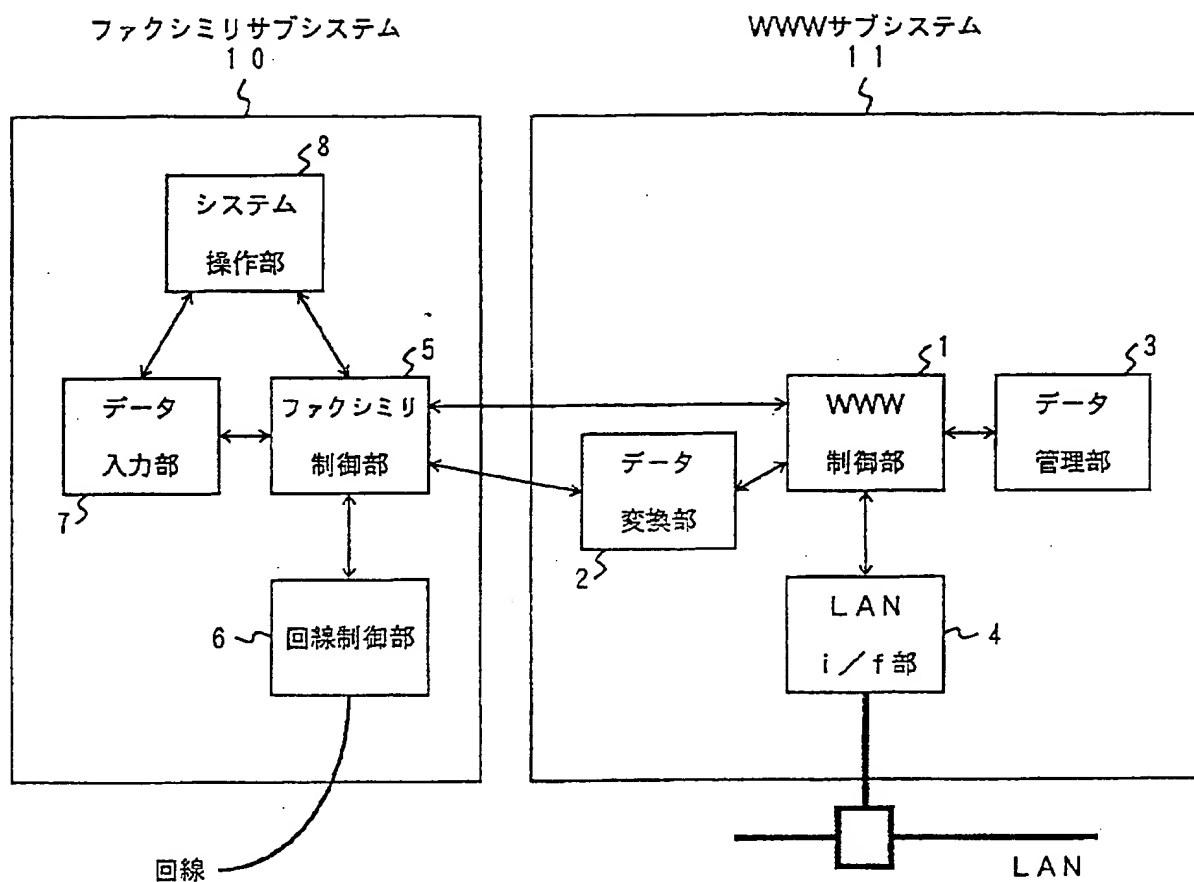 ファクシミリサブシステム
10
WWWサブシステム
11
8
システム
操作部
5
ファクシミリ
制御部
データ
入力部
7
6
回線制御部
回線
1
WWW
制御部
3
データ
管理部
データ
変換部
2
LAN
i/f部
4
LAN